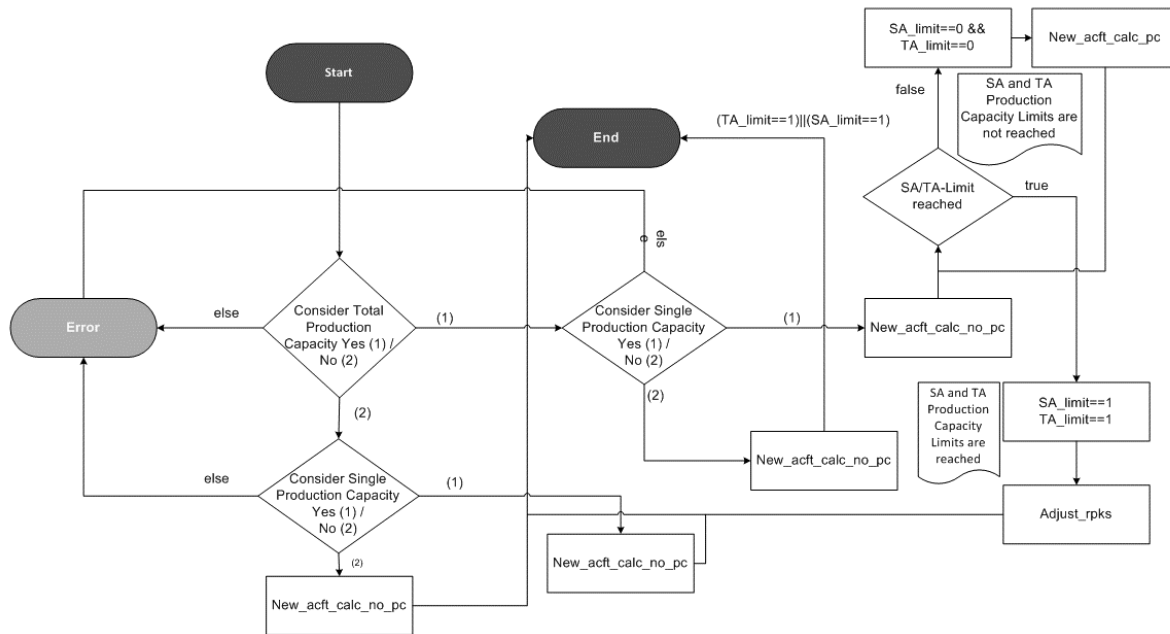 Start
SA_limit==0 &&
TA_limit==0
New_acft_calc_pc
false
SA and TA
Production
Capacity Limits are
not reached
(TA_limit==1)||(SA_limit==1)
End
SA/TA-Limit
reached
true
els
e
Error
else
Consider Total
Production
Capacity Yes (1) /
No (2)
(1)
Consider Single
Production Capacity
Yes (1) /
No (2)
(1)
New_acft_calc_no_pc
(2)
(2)
SA and TA
Production
Capacity
Limits are
reached
SA_limit==1
TA_limit==1
New_acft_calc_no_pc
else
Consider Single
Production Capacity
Yes (1) /
No (2)
(1)
Adjust_rpks
(2)
New_acft_calc_no_pc
New_acft_calc_no_pc